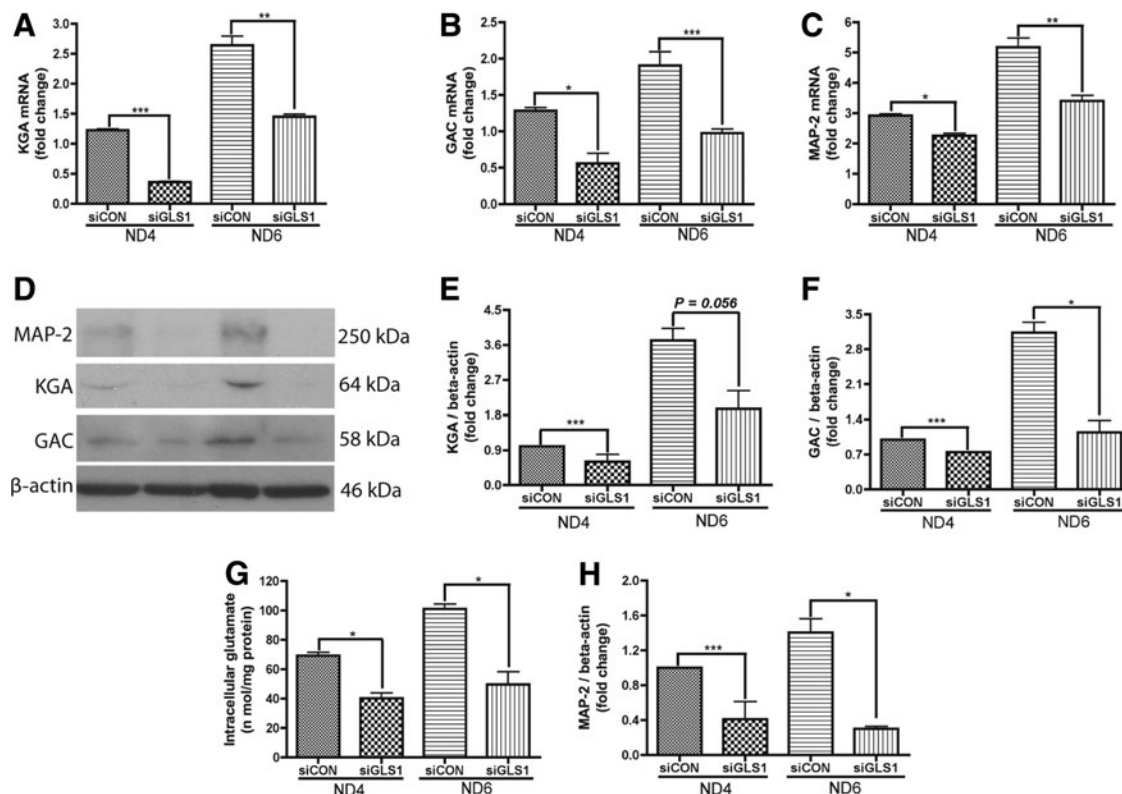 A
KGA mRNA
(fold change)
3.0
2.5
2.0
1.5
1.0
0.5
0.0
***
**
siCON siGLS1 siCON siGLS1
ND4 ND6
B
GAC mRNA
(fold change)
2.5
2.0
1.5
1.0
0.5
0.0
*
***
siCON siGLS1 siCON siGLS1
ND4 ND6
C
MAP-2 mRNA
(fold change)
6
5
4
3
2
1
0
*
**
siCON siGLS1 siCON siGLS1
ND4 ND6
D
MAP-2 250 kDa
KGA 64 kDa
GAC 58 kDa
β-actin 46 kDa
E
KGA / beta-actin
(fold change)
4.5
3.6
2.7
1.8
0.9
0.0
***
P = 0.056
siCON siGLS1 siCON siGLS1
ND4 ND6
F
GAC / beta-actin
(fold change)
3.5
2.8
2.1
1.4
0.7
0.0
***
*
siCON siGLS1 siCON siGLS1
ND4 ND6
G
Intracellular glutamate
(n mol/mg protein)
120
100
80
60
40
20
0
*
*
siCON siGLS1 siCON siGLS1
ND4 ND6
H
MAP-2 / beta-actin
(fold change)
2.0
1.6
1.2
0.8
0.4
0.0
***
*
siCON siGLS1 siCON siGLS1
ND4 ND6